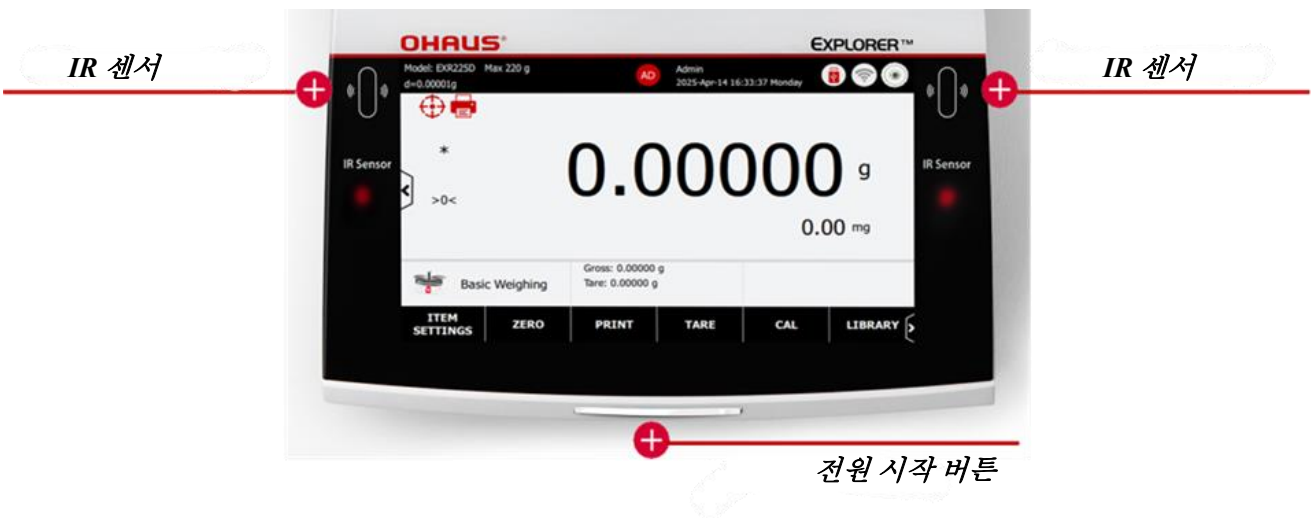 OHAUS®
EXPLORER™
IR 센서
IR 센서
Model: EXR225D Max 220 g
AD
Admin
d=0.00001g
2025-Apr-14 16:33:37 Monday
IR Sensor
IR Sensor
*
0.00000 g
>0<
0.00 mg
Basic Weighing
Gross: 0.00000 g
Tare: 0.00000 g
ITEM
SETTINGS
ZERO
PRINT
TARE
CAL
LIBRARY
전원 시작 버튼